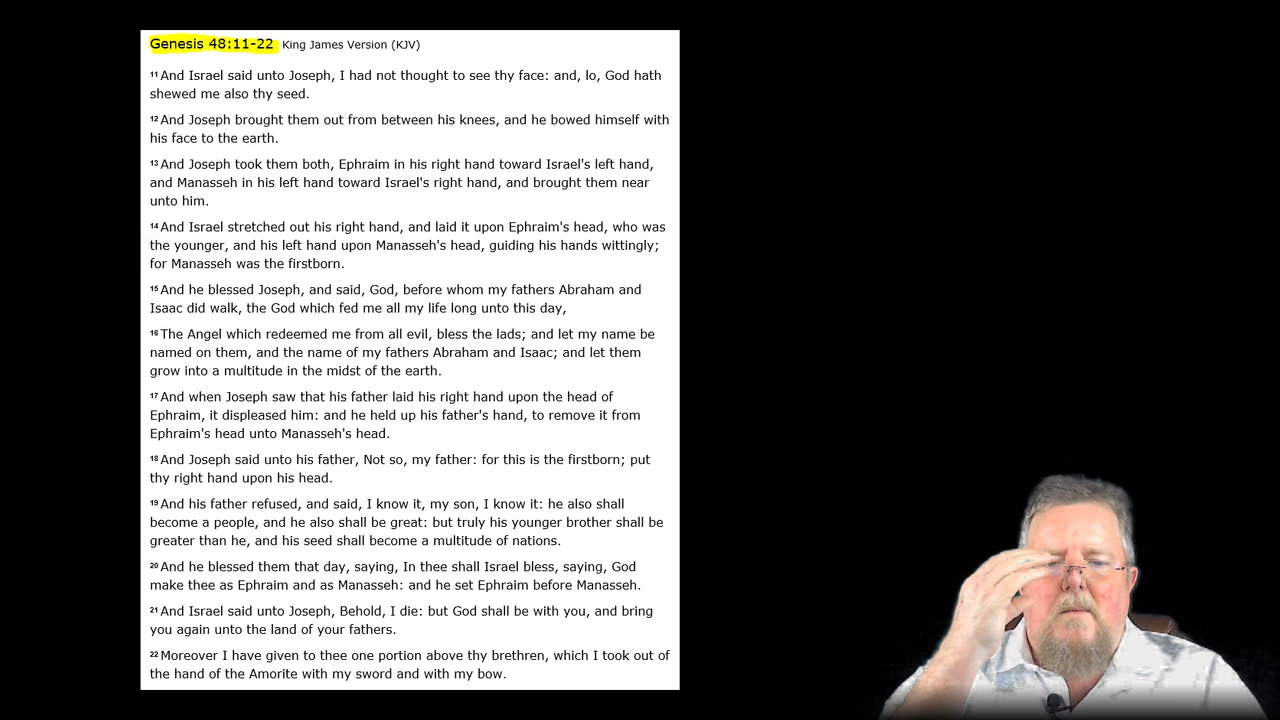 Genesis 48:11-22 King James Version (KJV)
11 And Israel said unto Joseph, I had not thought to see thy face: and, lo, God hath
shewed me also thy seed.
12 And Joseph brought them out from between his knees, and he bowed himself with
his face to the earth.
13 And Joseph took them both, Ephraim in his right hand toward Israel's left hand,
and Manasseh in his left hand toward Israel's right hand, and brought them near
unto him.
14 And Israel stretched out his right hand, and laid it upon Ephraim's head, who was
the younger, and his left hand upon Manasseh's head, guiding his hands wittingly;
for Manasseh was the firstborn.
15 And he blessed Joseph, and said, God, before whom my fathers Abraham and
Isaac did walk, the God which fed me all my life long unto this day,
16 The Angel which redeemed me from all evil, bless the lads; and let my name be
named on them, and the name of my fathers Abraham and Isaac; and let them
grow into a multitude in the midst of the earth.
17 And when Joseph saw that his father laid his right hand upon the head of
Ephraim, it displeased him: and he held up his father's hand, to remove it from
Ephraim's head unto Manasseh's head.
18 And Joseph said unto his father, Not so, my father: for this is the firstborn; put
thy right hand upon his head.
19 And his father refused, and said, I know it, my son, I know it: he also shall
become a people, and he also shall be great: but truly his younger brother shall be
greater than he, and his seed shall become a multitude of nations.
20 And he blessed them that day, saying, In thee shall Israel bless, saying, God
make thee as Ephraim and as Manasseh: and he set Ephraim before Manasseh.
21 And Israel said unto Joseph, Behold, I die: but God shall be with you, and bring
you again unto the land of your fathers.
22 Moreover I have given to thee one portion above thy brethren, which I took out of
the hand of the Amorite with my sword and with my bow.